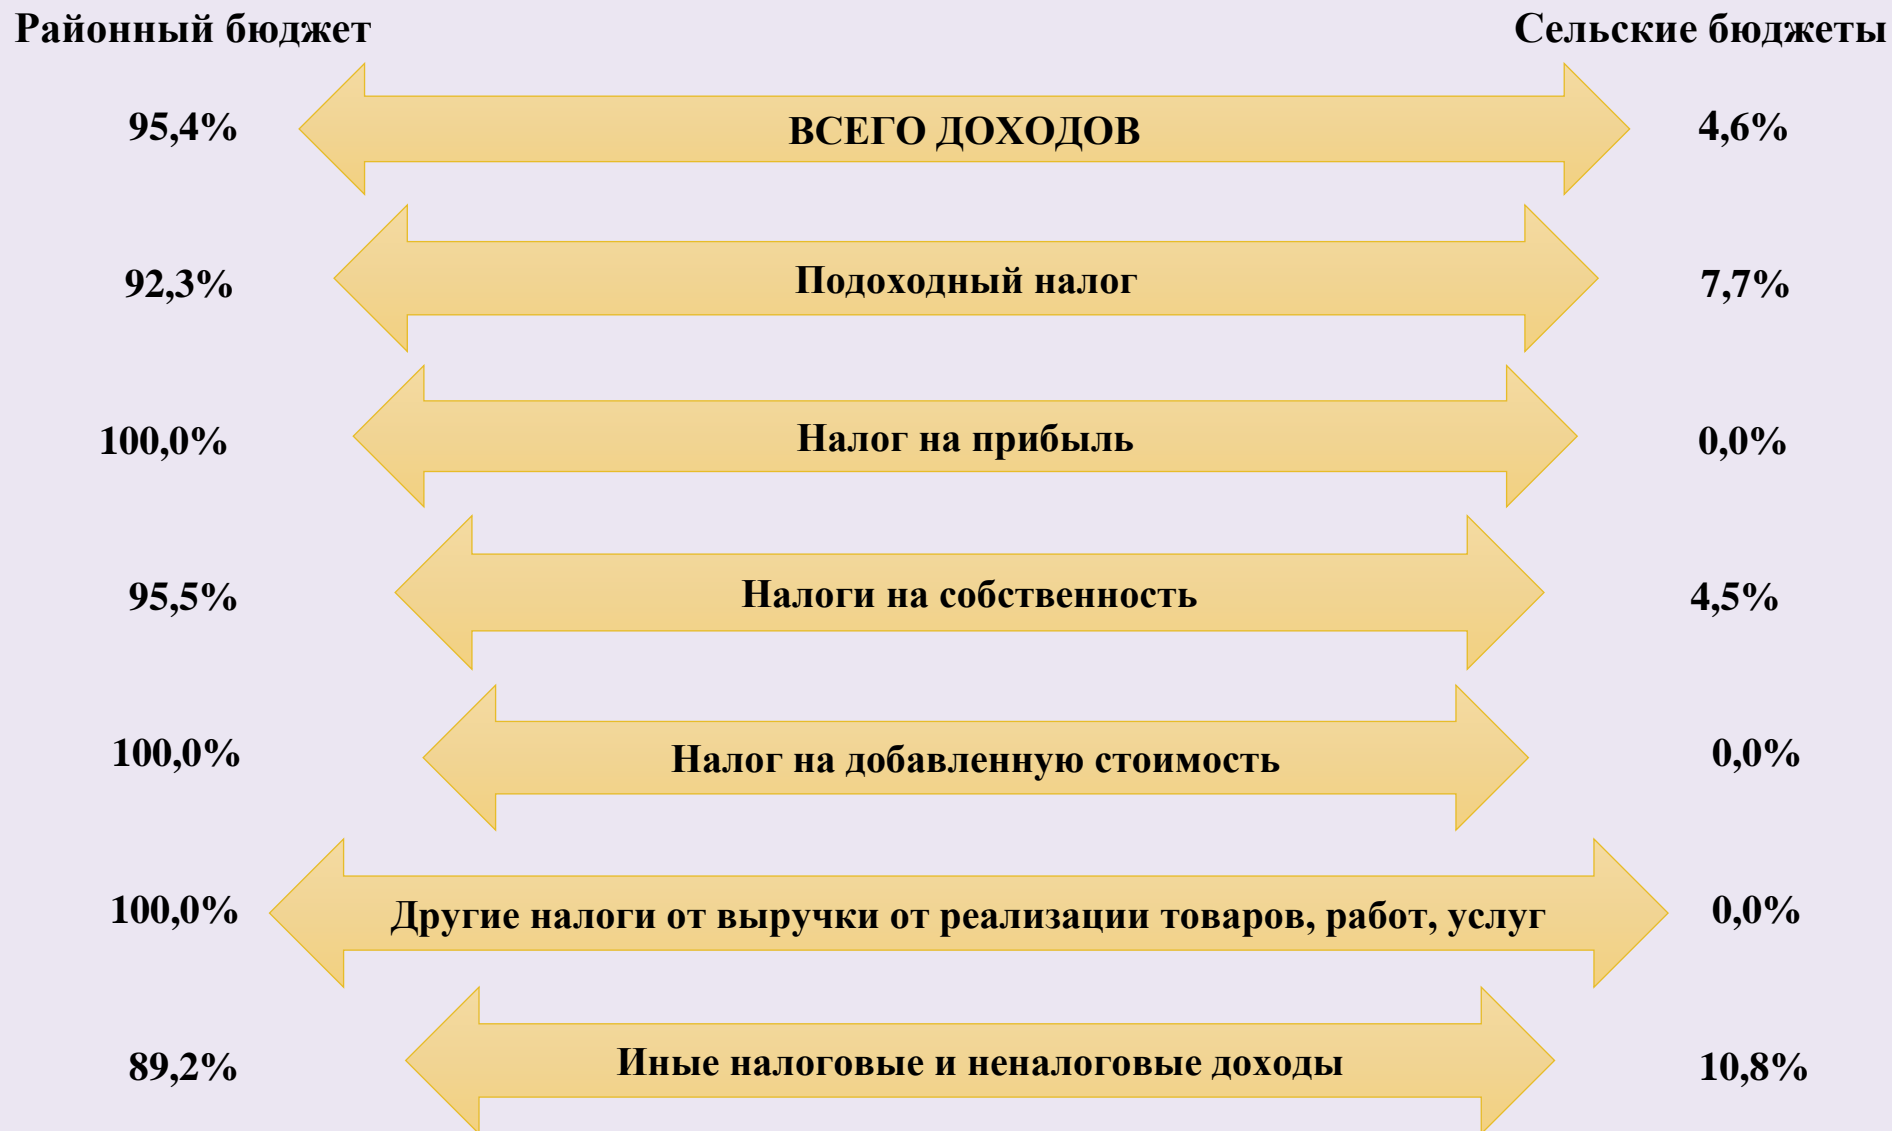 Районный бюджет Сельские бюджеты
95,4% ВСЕГО ДОХОДОВ 4,6%
92,3% Подоходный налог 7,7%
100,0% Налог на прибыль 0,0%
95,5% Налоги на собственность 4,5%
100,0% Налог на добавленную стоимость 0,0%
100,0% Другие налоги от выручки от реализации товаров, работ, услуг 0,0%
89,2% Иные налоговые и неналоговые доходы 10,8%